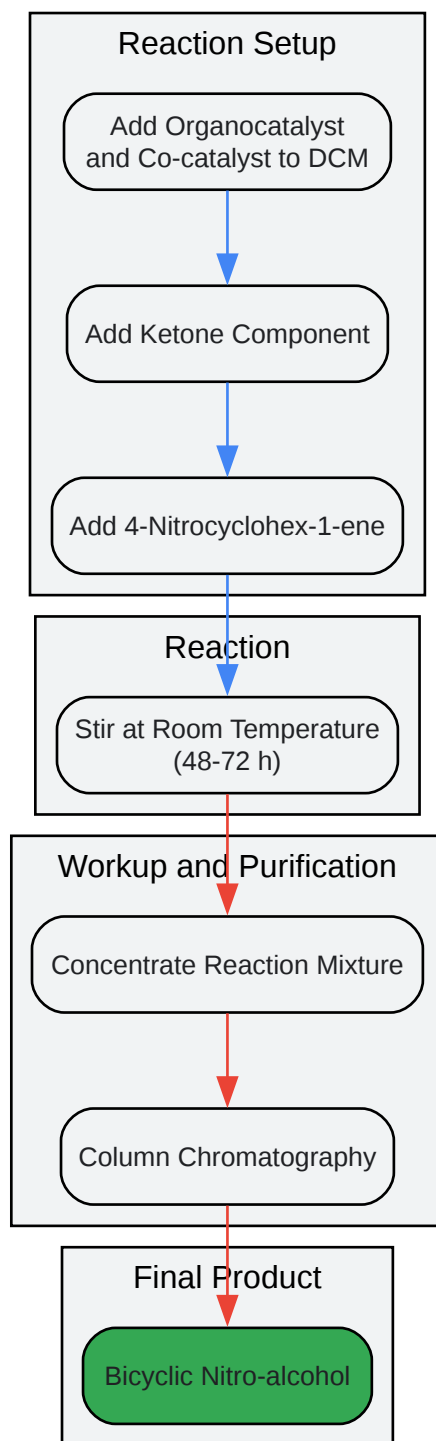 Reaction Setup
Add Organocatalyst
and Co-catalyst to DCM
Add Ketone Component
Add 4-Nitrocyclohex-1-ene
Reaction
Stir at Room Temperature
(48-72 h)
Workup and Purification
Concentrate Reaction Mixture
Column Chromatography
Final Product
Bicyclic Nitro-alcohol